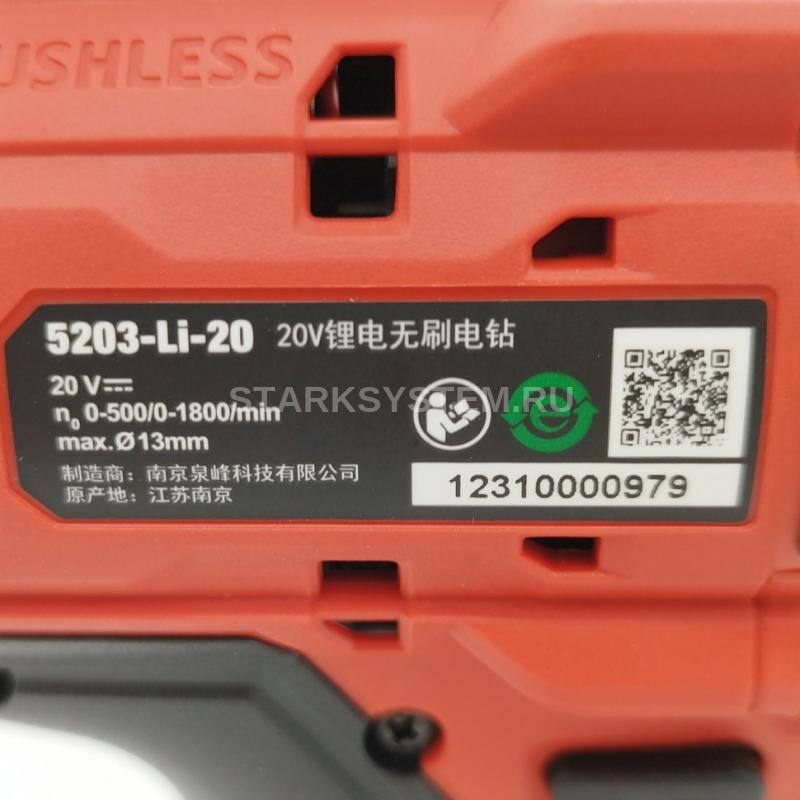 USHLESS
5203-Li-20 20V锂电无刷电钻
20 V⎓
n₀ 0-500/0-1800/min
max.Ø13mm
制造商：南京泉峰科技有限公司
原产地：江苏南京
12310000979
STARKSYSTEM.RU